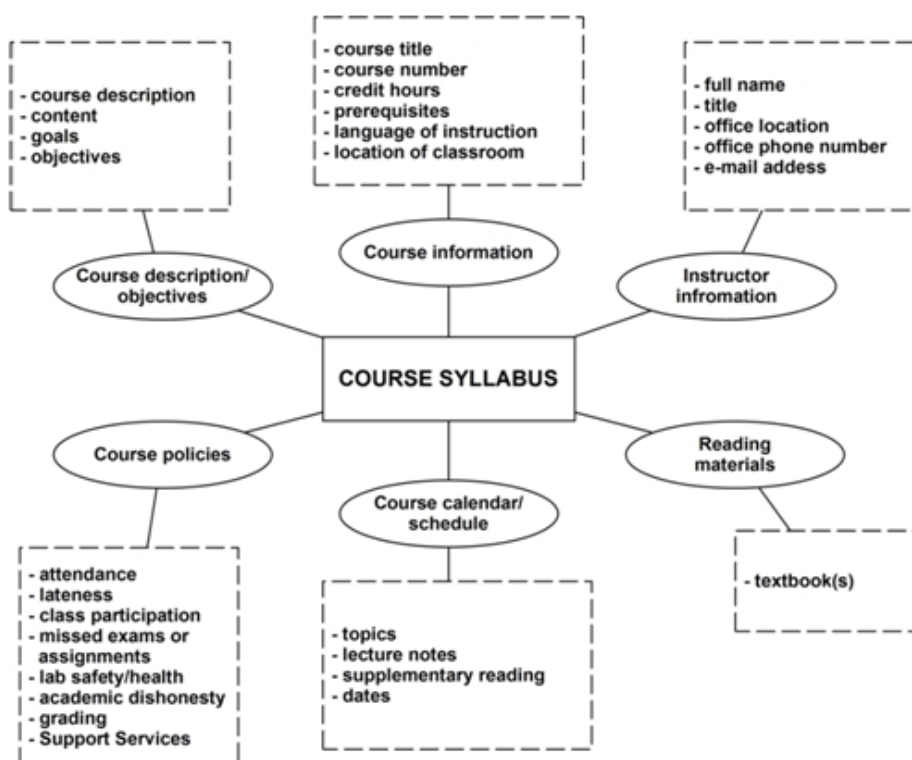 - course description
- content
- goals
- objectives
- course title
- course number
- credit hours
- prerequisites
- language of instruction
- location of classroom
- full name
- title
- office location
- office phone number
- e-mail addess
Course description/
objectives
Course information
Instructor
infromation
COURSE SYLLABUS
Course policies
Course calendar/
schedule
Reading
materials
- attendance
- lateness
- class participation
- missed exams or
assignments
- lab safety/health
- academic dishonesty
- grading
- Support Services
- topics
- lecture notes
- supplementary reading
- dates
- textbook(s)